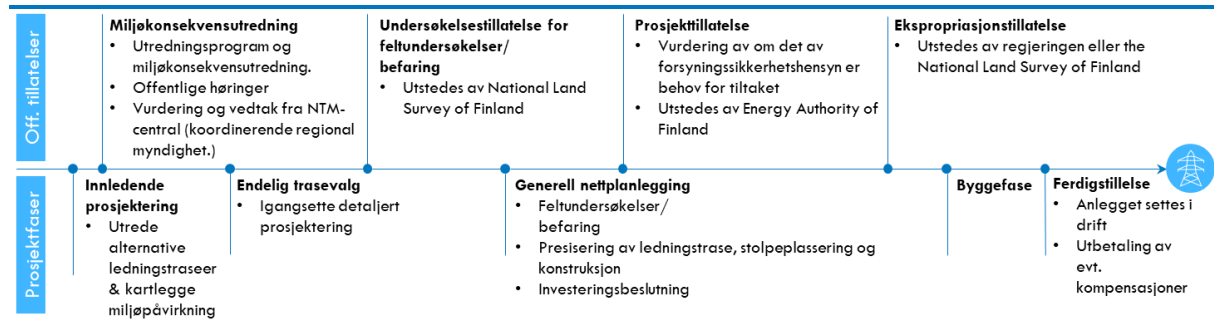 Off. tillatelser
Miljøkonsekvensutredning
• Utredningsprogram og
miljøkonsekvensutredning.
• Offentlige høringer
• Vurdering og vedtak fra NTM-
central (koordinerende regional
myndighet.)
Undersøkelsestillatelse for
feltundersøkelser/
befaring
• Utstedes av National Land
Survey of Finland
Prosjekttillatelse
• Vurdering av om det av
forsyningssikkerhetshensyn er
behov for tiltaket
• Utstedes av Energy Authority of
Finland
Ekspropriasjonstillatelse
• Utstedes av regjeringen eller the
National Land Survey of Finland
Prosjektfaser
Innledende
prosjektering
• Utrede
alternative
ledningstraseer
& kartlegge
miljøpåvirkning
Endelig trasevalg
• Igangsette detaljert
prosjektering
Generell nettplanlegging
• Feltundersøkelser/
befaring
• Presisering av ledningstrase, stolpeplassering og
konstruksjon
• Investeringsbeslutning
Byggefase
Ferdigstillelse
• Anlegget settes i
drift
• Utbetaling av
evt.
kompensasjoner